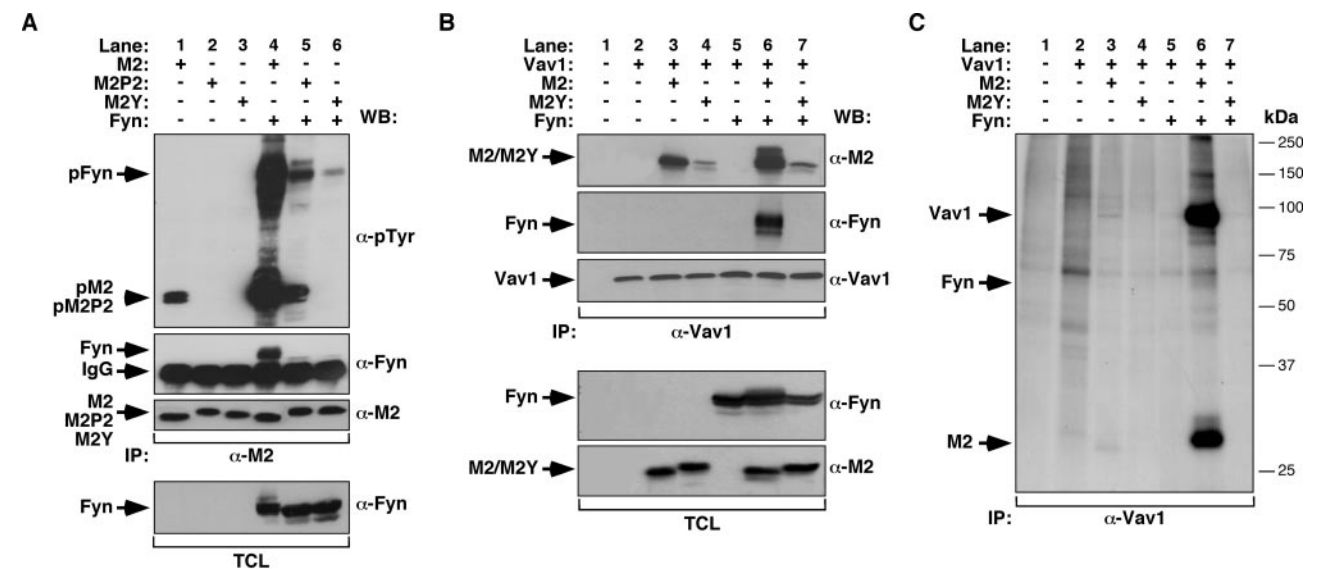 A
Lane: 1 2 3 4 5 6
M2: + - - + - -
M2P2: - + - - + -
M2Y: - - + - - +
Fyn: - - - + + +
WB:
pFyn
α-pTyr
pM2
pM2P2
Fyn
α-Fyn
IgG
M2
M2P2
α-M2
M2Y
IP: α-M2
Fyn
α-Fyn
TCL
B
Lane: 1 2 3 4 5 6 7
Vav1: - + + + + + +
M2: - - + - - + -
M2Y: - - - + - - +
Fyn: - - - - + + +
WB:
M2/M2Y
α-M2
Fyn
α-Fyn
Vav1
α-Vav1
IP: α-Vav1
Fyn
α-Fyn
M2/M2Y
α-M2
TCL
C
Lane: 1 2 3 4 5 6 7
Vav1: - + + + + + +
M2: - - + - - + -
M2Y: - - - + - - +
Fyn: - - - - + + +
kDa
250
150
Vav1
100
75
Fyn
50
37
M2
25
IP: α-Vav1